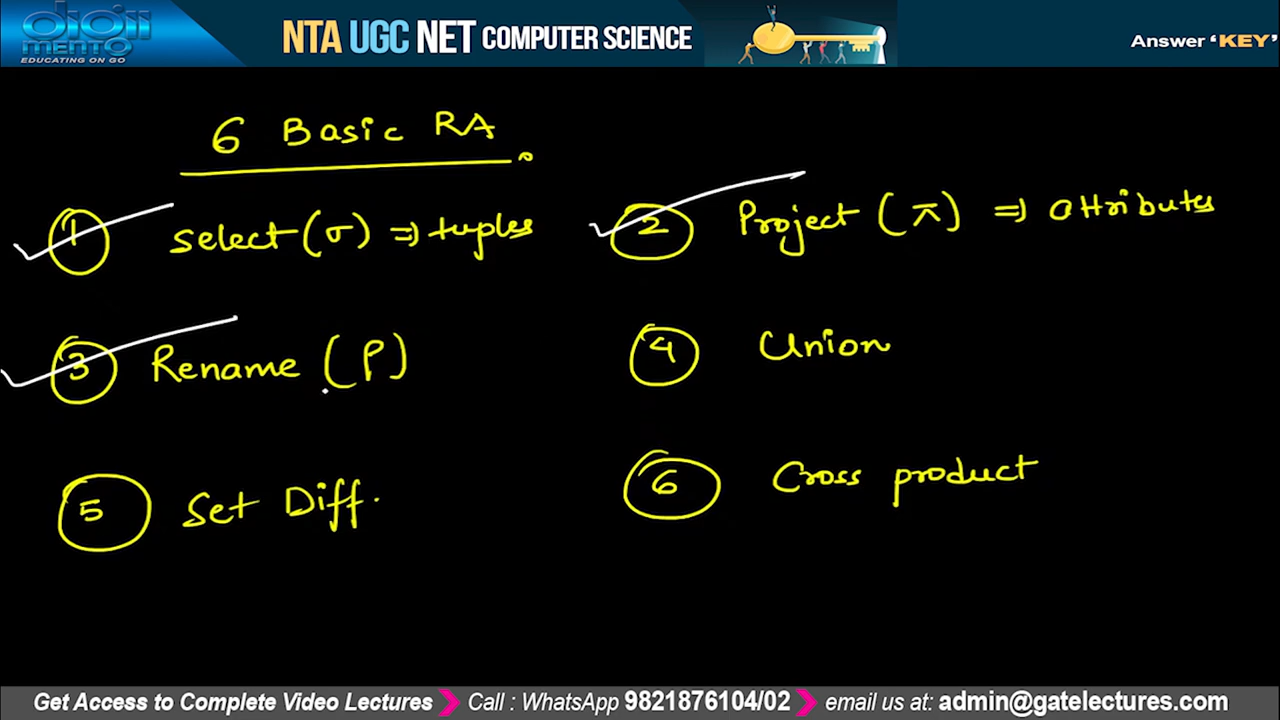 digii
MENTO
EDUCATING ON GO
NTA UGC NET COMPUTER SCIENCE
Answer ‘KEY’
6 Basic RA
1 Select (σ) ⇒ tuples
2 Project (π) ⇒ attributes
3 Rename (ρ)
4 Union
5 Set Diff.
6 Cross product
Get Access to Complete Video Lectures
Call : WhatsApp 9821876104/02
email us at: admin@gatelectures.com